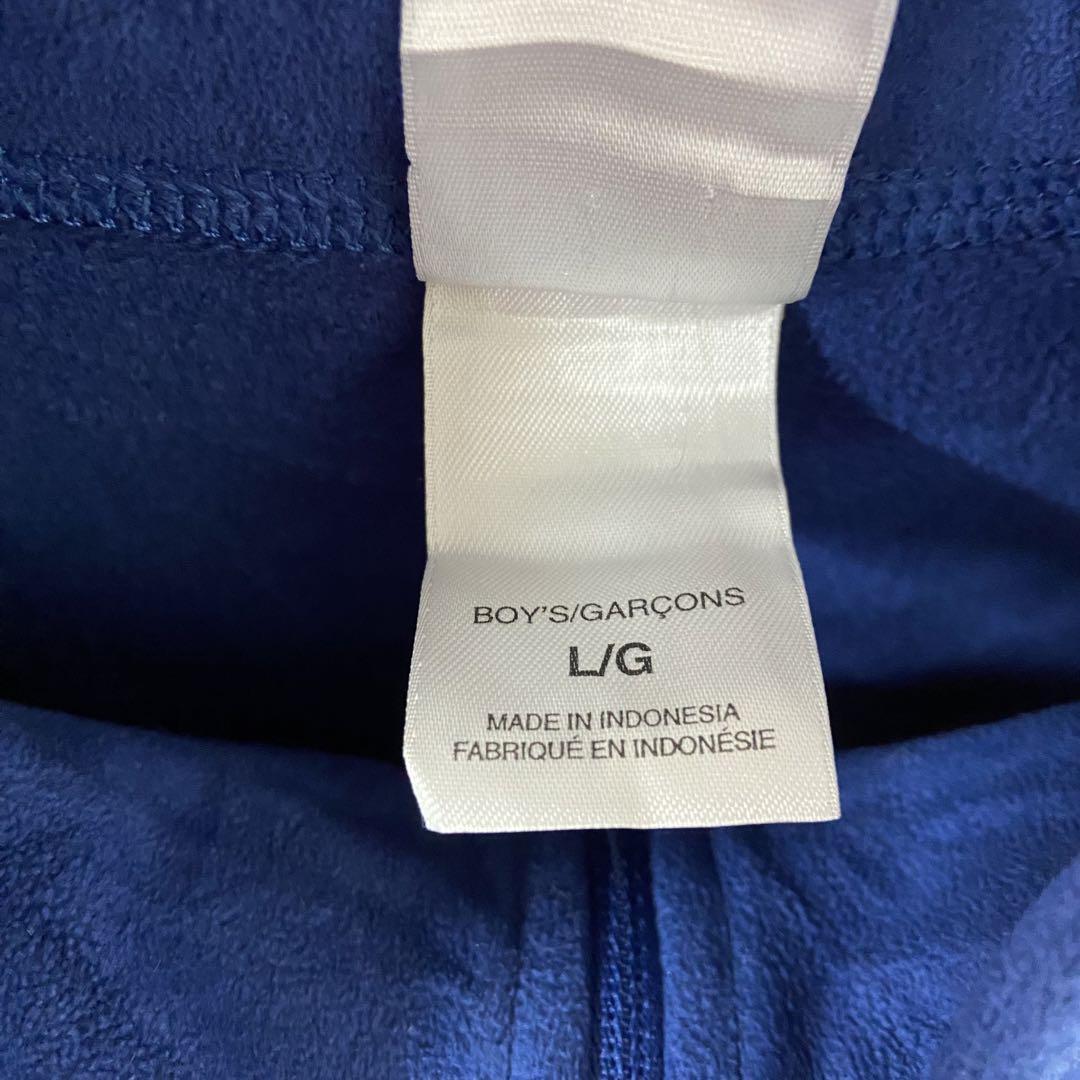 BOY'S/GARÇONS
L/G
MADE IN INDONESIA
FABRIQUÉ EN INDONÉSIE